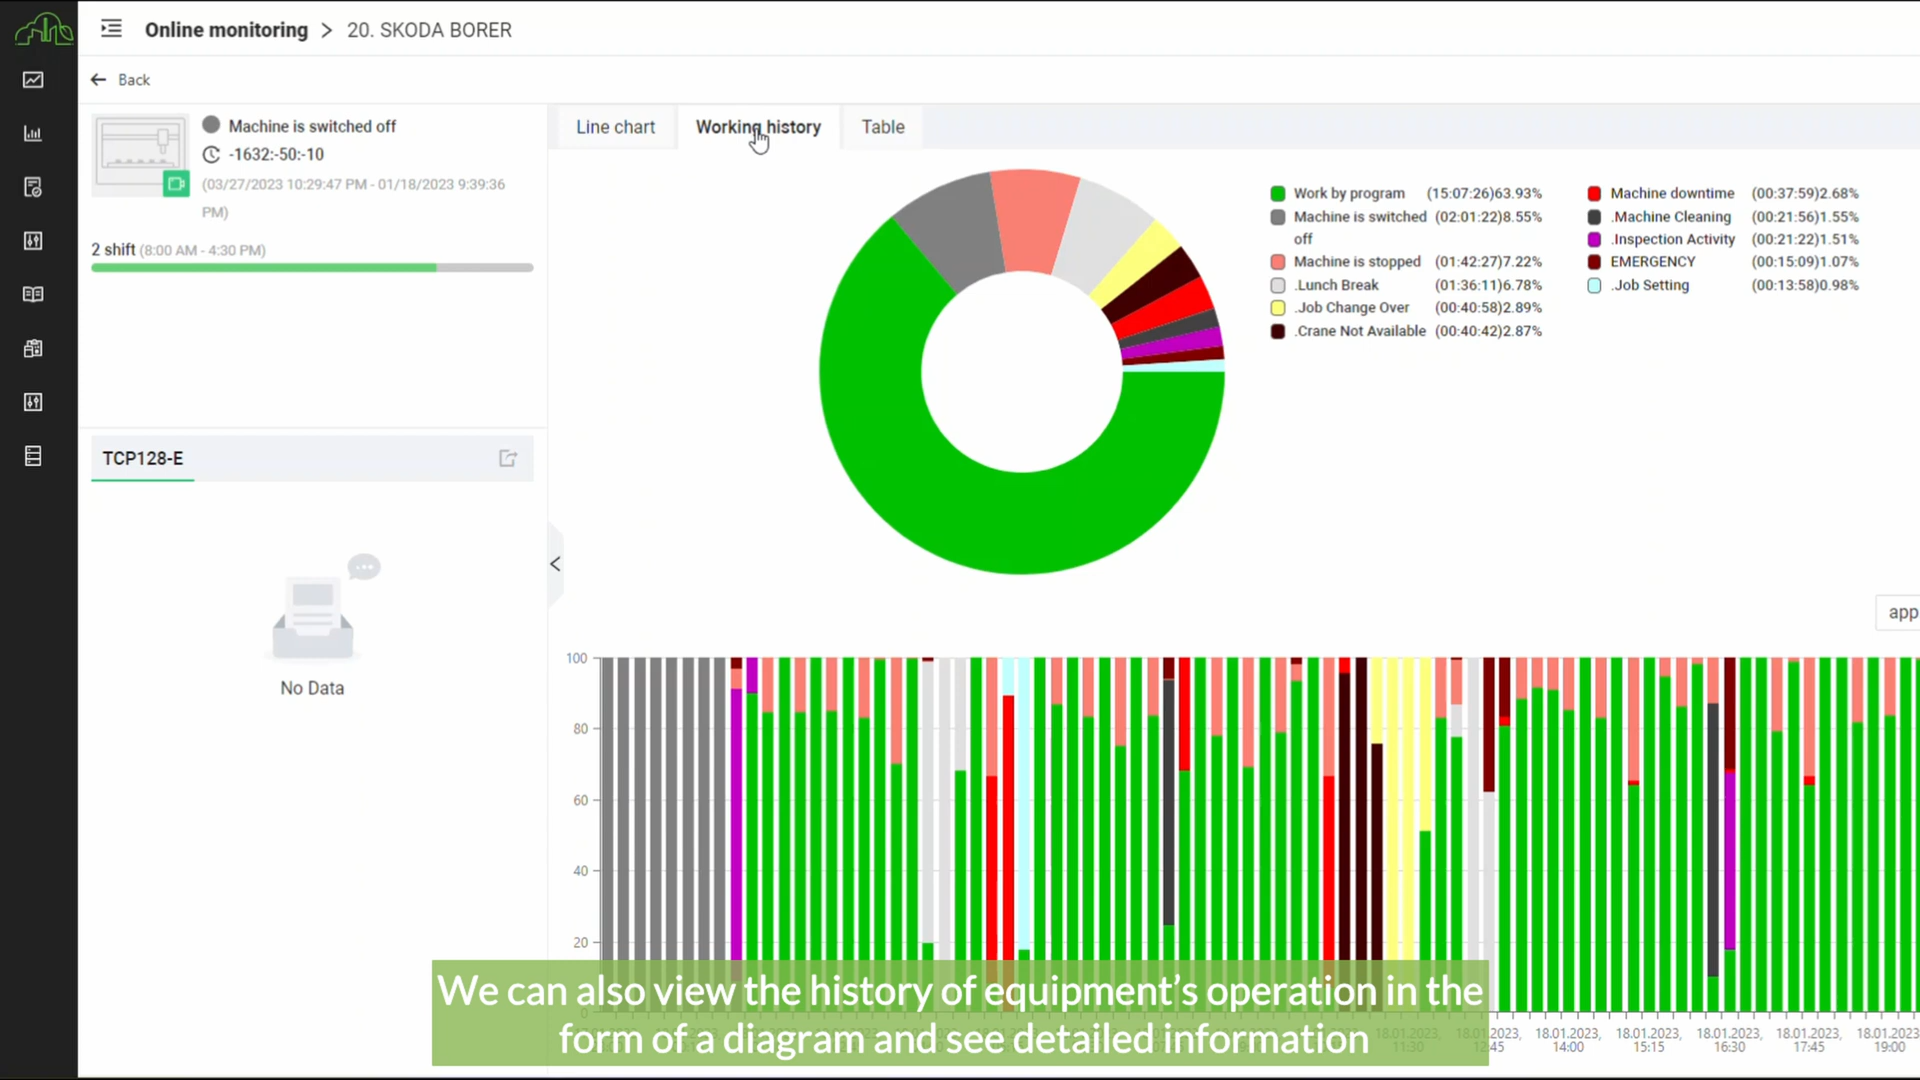 Online monitoring > 20. SKODA BORER
Back
Machine is switched off
-1632:-50:-10
(03/27/2023 10:29:47 PM - 01/18/2023 9:39:36
PM)
2 shift (8:00 AM - 4:30 PM)
TCP128-E
No Data
Line chart
Working history
Table
Work by program (15:07:26)63.93%
Machine is switched (02:01:22)8.55%
off
Machine is stopped (01:42:27)7.22%
.Lunch Break (01:36:11)6.78%
.Job Change Over (00:40:58)2.89%
.Crane Not Available (00:40:42)2.87%
Machine downtime (00:37:59)2.68%
.Machine Cleaning (00:21:56)1.55%
.Inspection Activity (00:21:22)1.51%
EMERGENCY (00:15:09)1.07%
.Job Setting (00:13:58)0.98%
app
100
80
60
40
20
0
18.01.2023, 18.01.2023, 18.01.2023, 18.01.2023, 18.01.2023, 18.01.2023, 18.01.2023,
11:30 12:45 14:00 15:15 16:30 17:45 19:00
We can also view the history of equipment's operation in the
form of a diagram and see detailed information